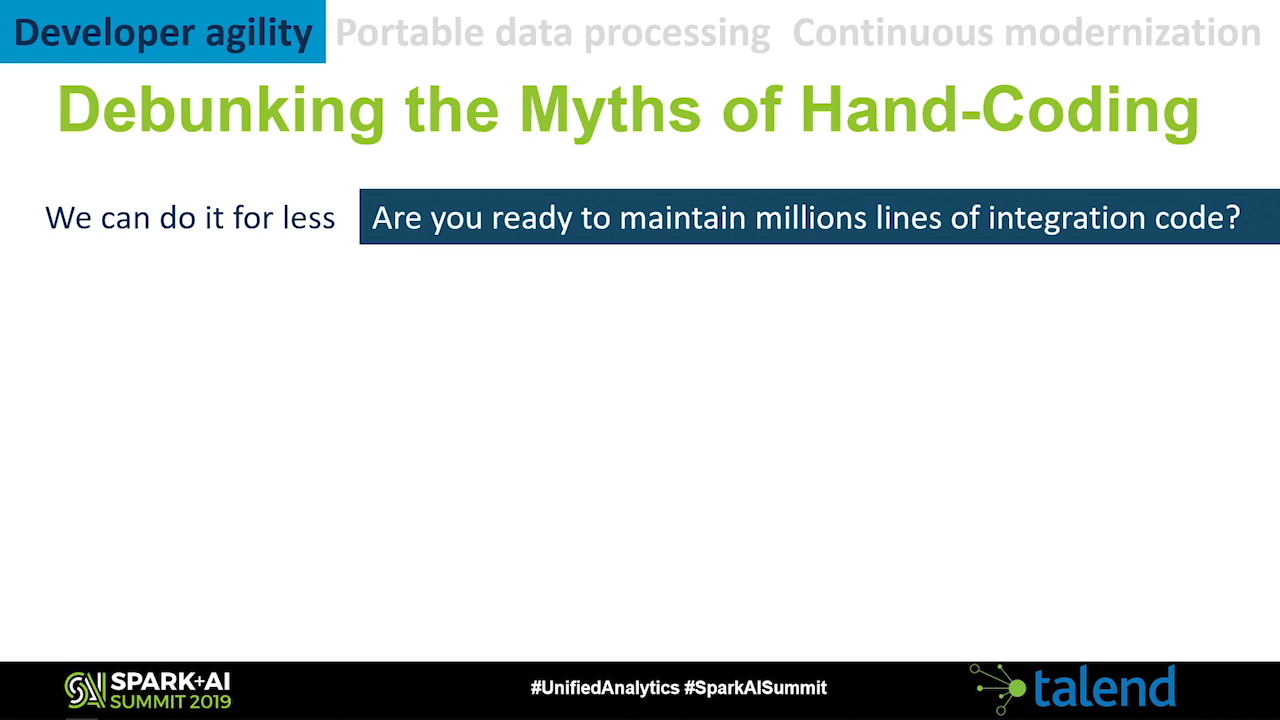 Developer agility Portable data processing Continuous modernization
Debunking the Myths of Hand-Coding
We can do it for less Are you ready to maintain millions lines of integration code?
SPARK+AI
SUMMIT 2019
#UnifiedAnalytics #SparkAISummit
talend